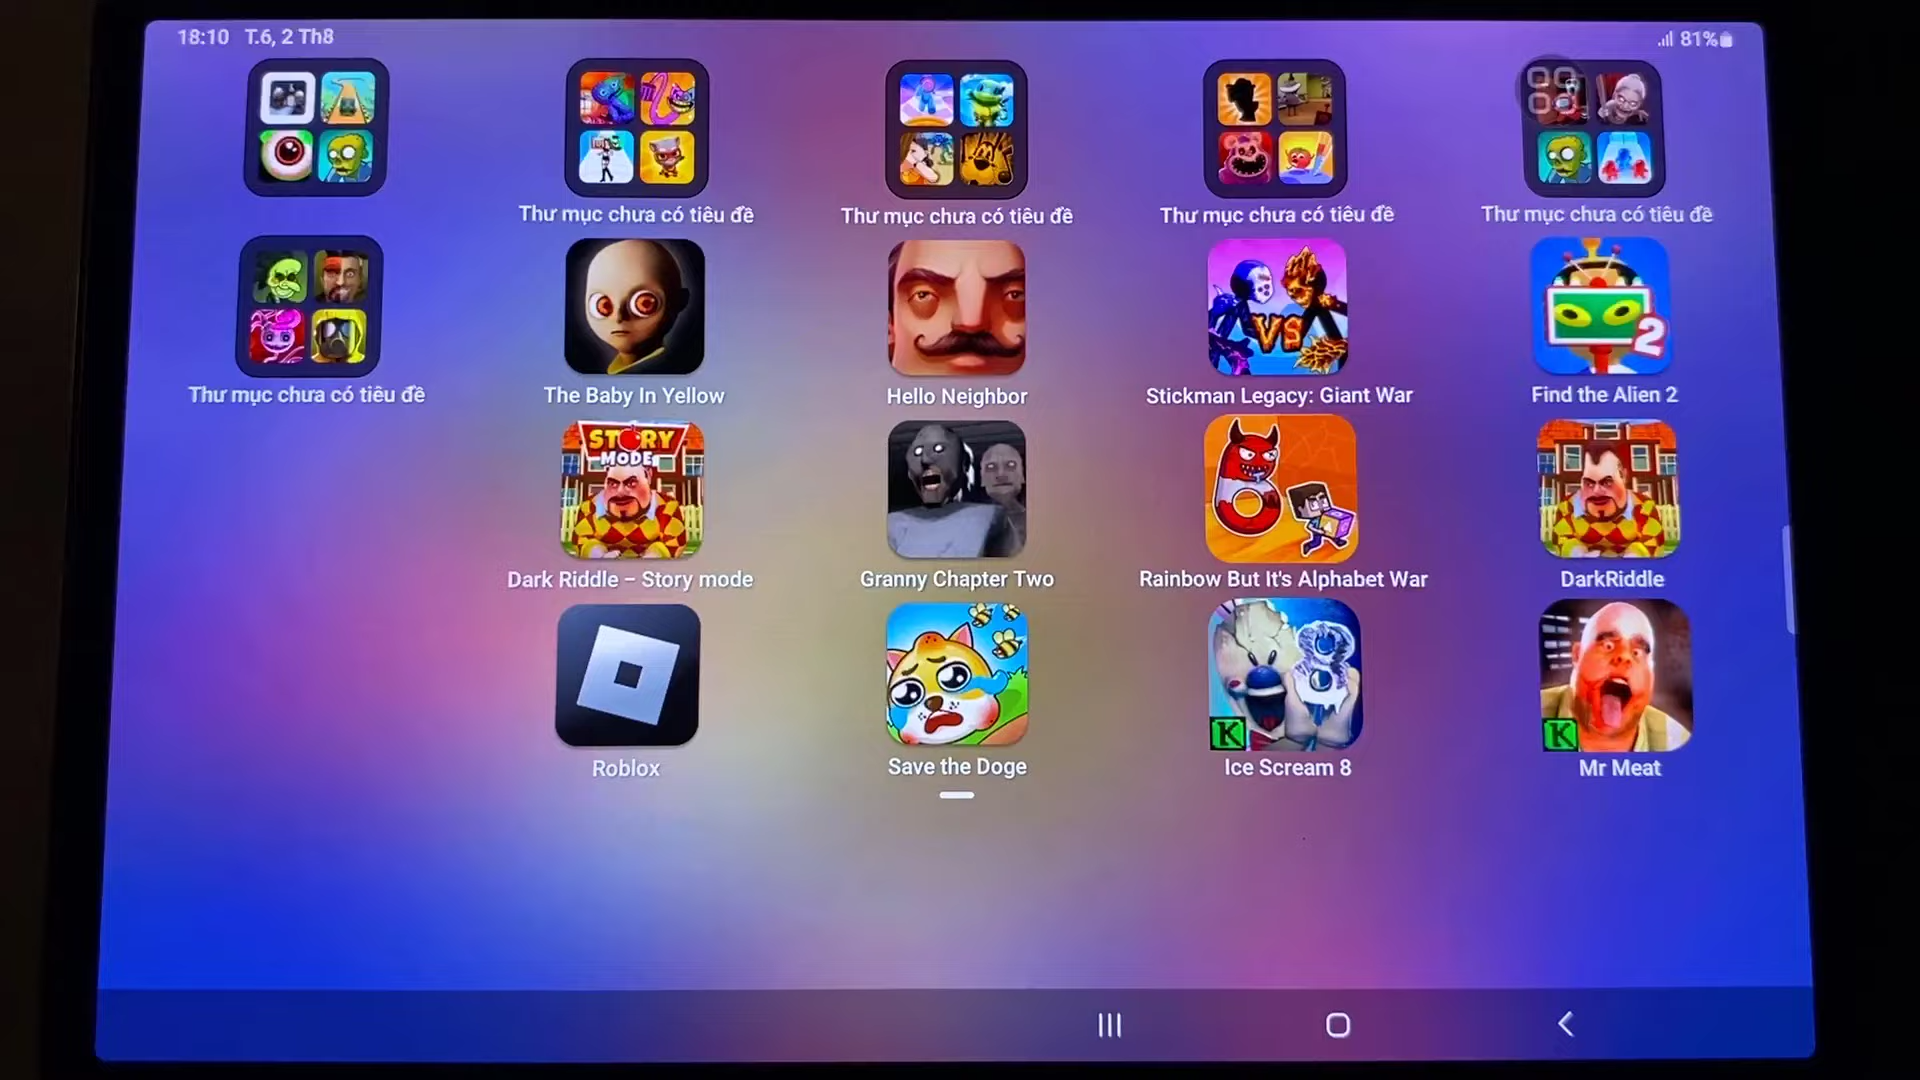 18:10 T.6, 2 Th8
81%
Thư mục chưa có tiêu đề
Thư mục chưa có tiêu đề
Thư mục chưa có tiêu đề
Thư mục chưa có tiêu đề
VS
2
Thư mục chưa có tiêu đề
The Baby In Yellow
Hello Neighbor
Stickman Legacy: Giant War
Find the Alien 2
STORY
MODE
Dark Riddle – Story mode
Granny Chapter Two
Rainbow But It's Alphabet War
DarkRiddle
K
K
Roblox
Save the Doge
Ice Scream 8
Mr Meat